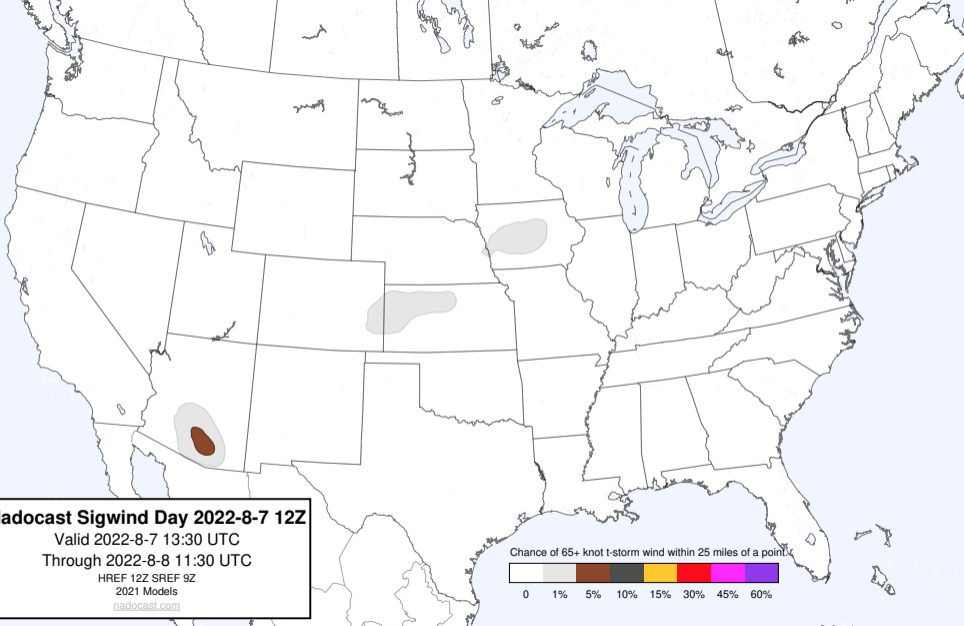 adocast Sigwind Day 2022-8-7 12Z
Valid 2022-8-7 13:30 UTC
Through 2022-8-8 11:30 UTC
HREF 12Z SREF 9Z
2021 Models
nadocast.com
Chance of 65+ knot t-storm wind within 25 miles of a point.
0 1% 5% 10% 15% 30% 45% 60%